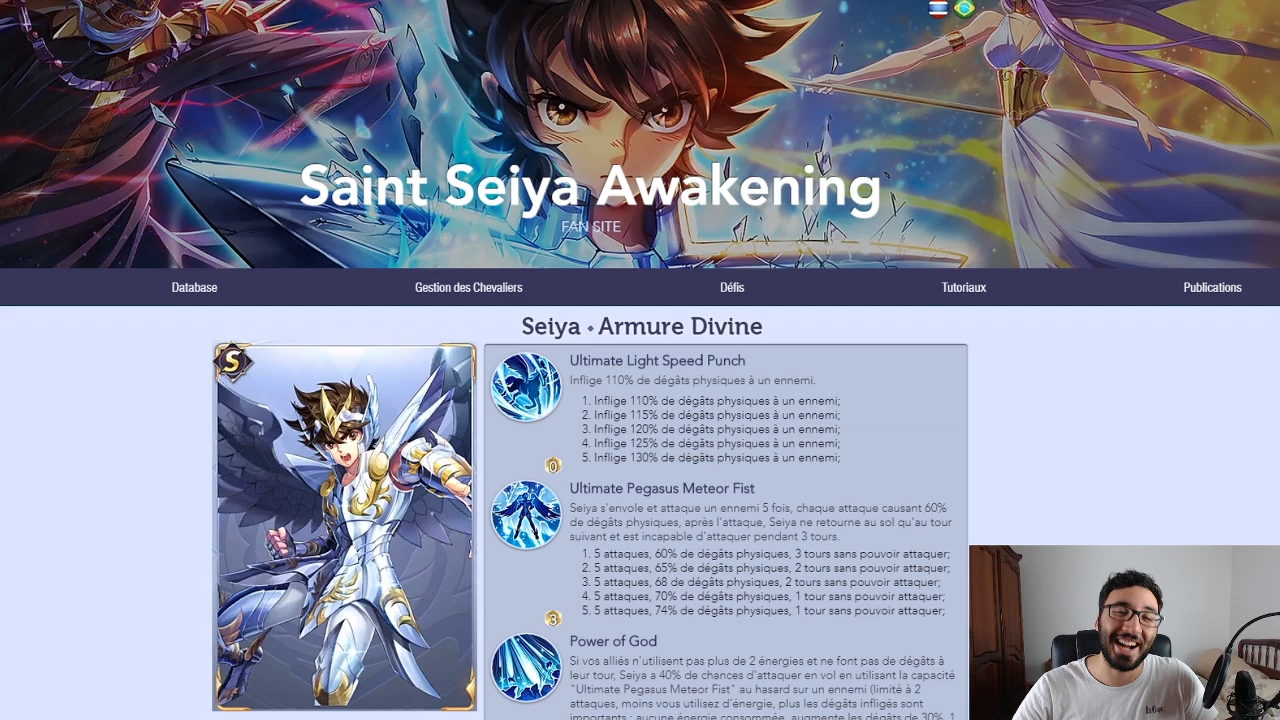 Saint Seiya Awakening
FAN SITE
Database
Gestion des Chevaliers
Défis
Tutoriaux
Publications
Seiya • Armure Divine
S
Ultimate Light Speed Punch
Inflige 110% de dégâts physiques à un ennemi.
1. Inflige 110% de dégâts physiques à un ennemi;
2. Inflige 115% de dégâts physiques à un ennemi;
3. Inflige 120% de dégâts physiques à un ennemi;
4. Inflige 125% de dégâts physiques à un ennemi;
5. Inflige 130% de dégâts physiques à un ennemi;
0
Ultimate Pegasus Meteor Fist
Seiya s'envole et attaque un ennemi 5 fois, chaque attaque causant 60%
de dégâts physiques, après l'attaque, Seiya ne retourne au sol qu'au tour
suivant et est incapable d'attaquer pendant 3 tours.
1. 5 attaques, 60% de dégâts physiques, 3 tours sans pouvoir attaquer;
2. 5 attaques, 65% de dégâts physiques, 2 tours sans pouvoir attaquer;
3. 5 attaques, 68 de dégâts physiques, 2 tours sans pouvoir attaquer;
4. 5 attaques, 70% de dégâts physiques, 1 tour sans pouvoir attaquer;
5. 5 attaques, 74% de dégâts physiques, 1 tour sans pouvoir attaquer;
3
Power of God
Si vos alliés n'utilisent pas plus de 2 énergies et ne font pas de dégâts à
leur tour, Seiya a 40% de chances d'attaquer en vol en utilisant la capacité
"Ultimate Pegasus Meteor Fist" au hasard sur un ennemi (limité à 2
attaques, moins vous utilisez d'énergie, plus les dégâts infligés sont
importants : aucune énergie consommée, augmente les dégâts de 30%, 1